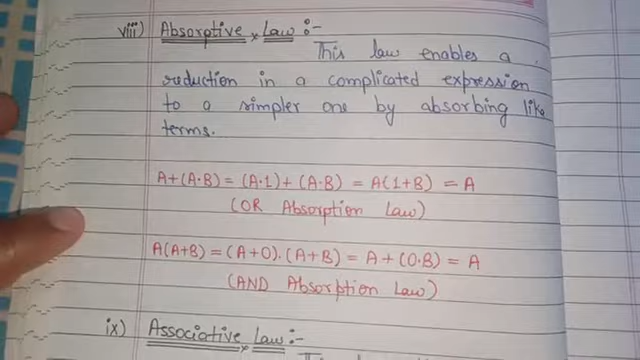 viii) Absorptive Law :-
This law enables a
reduction in a complicated expression
to a simpler one by absorbing like
terms.
A+(A·B) = (A·1)+(A·B) = A(1+B) = A
(OR Absorption Law)
A(A+B) = (A+0).(A+B) = A+(0·B) = A
(AND Absorption Law)
ix) Associative Law :-